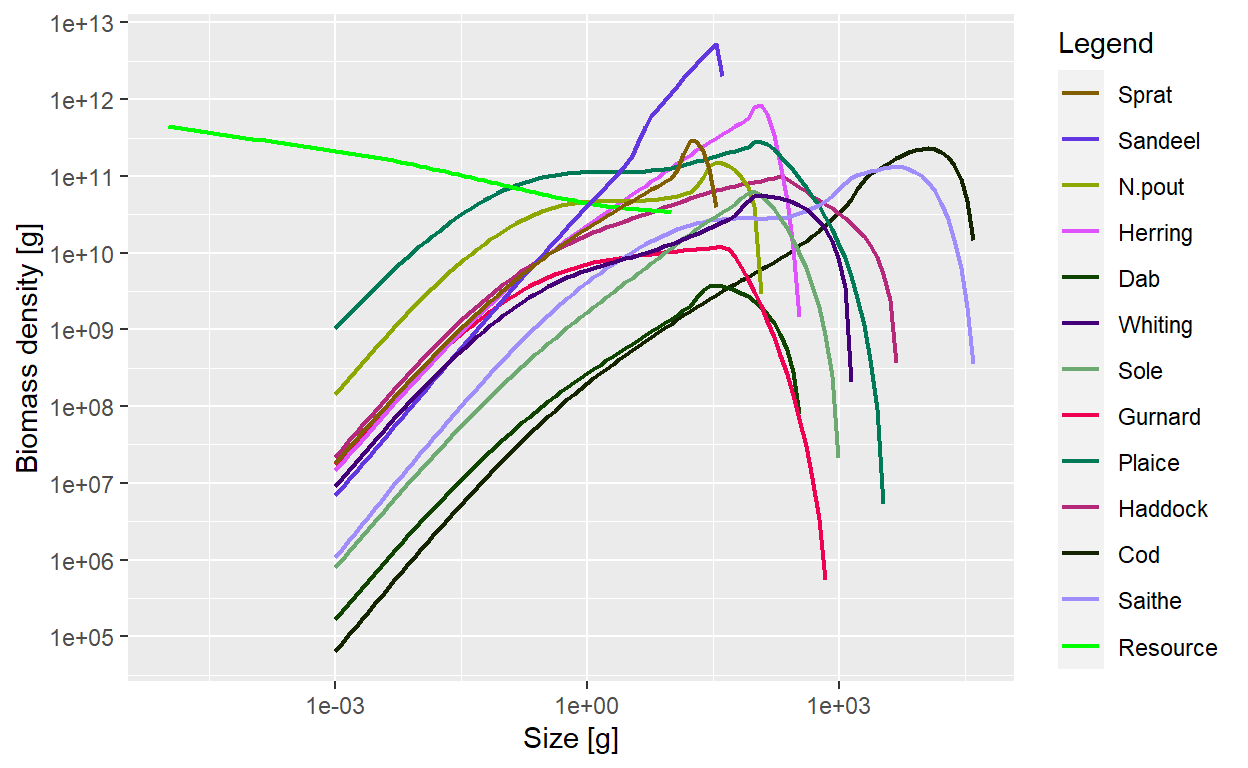 1e+13
1e+12
1e+11
1e+10
1e+09
1e+08
1e+07
1e+06
1e+05
Biomass density [g]
1e-03 1e+00 1e+03
Size [g]
Legend
Sprat
Sandeel
N.pout
Herring
Dab
Whiting
Sole
Gurnard
Plaice
Haddock
Cod
Saithe
Resource